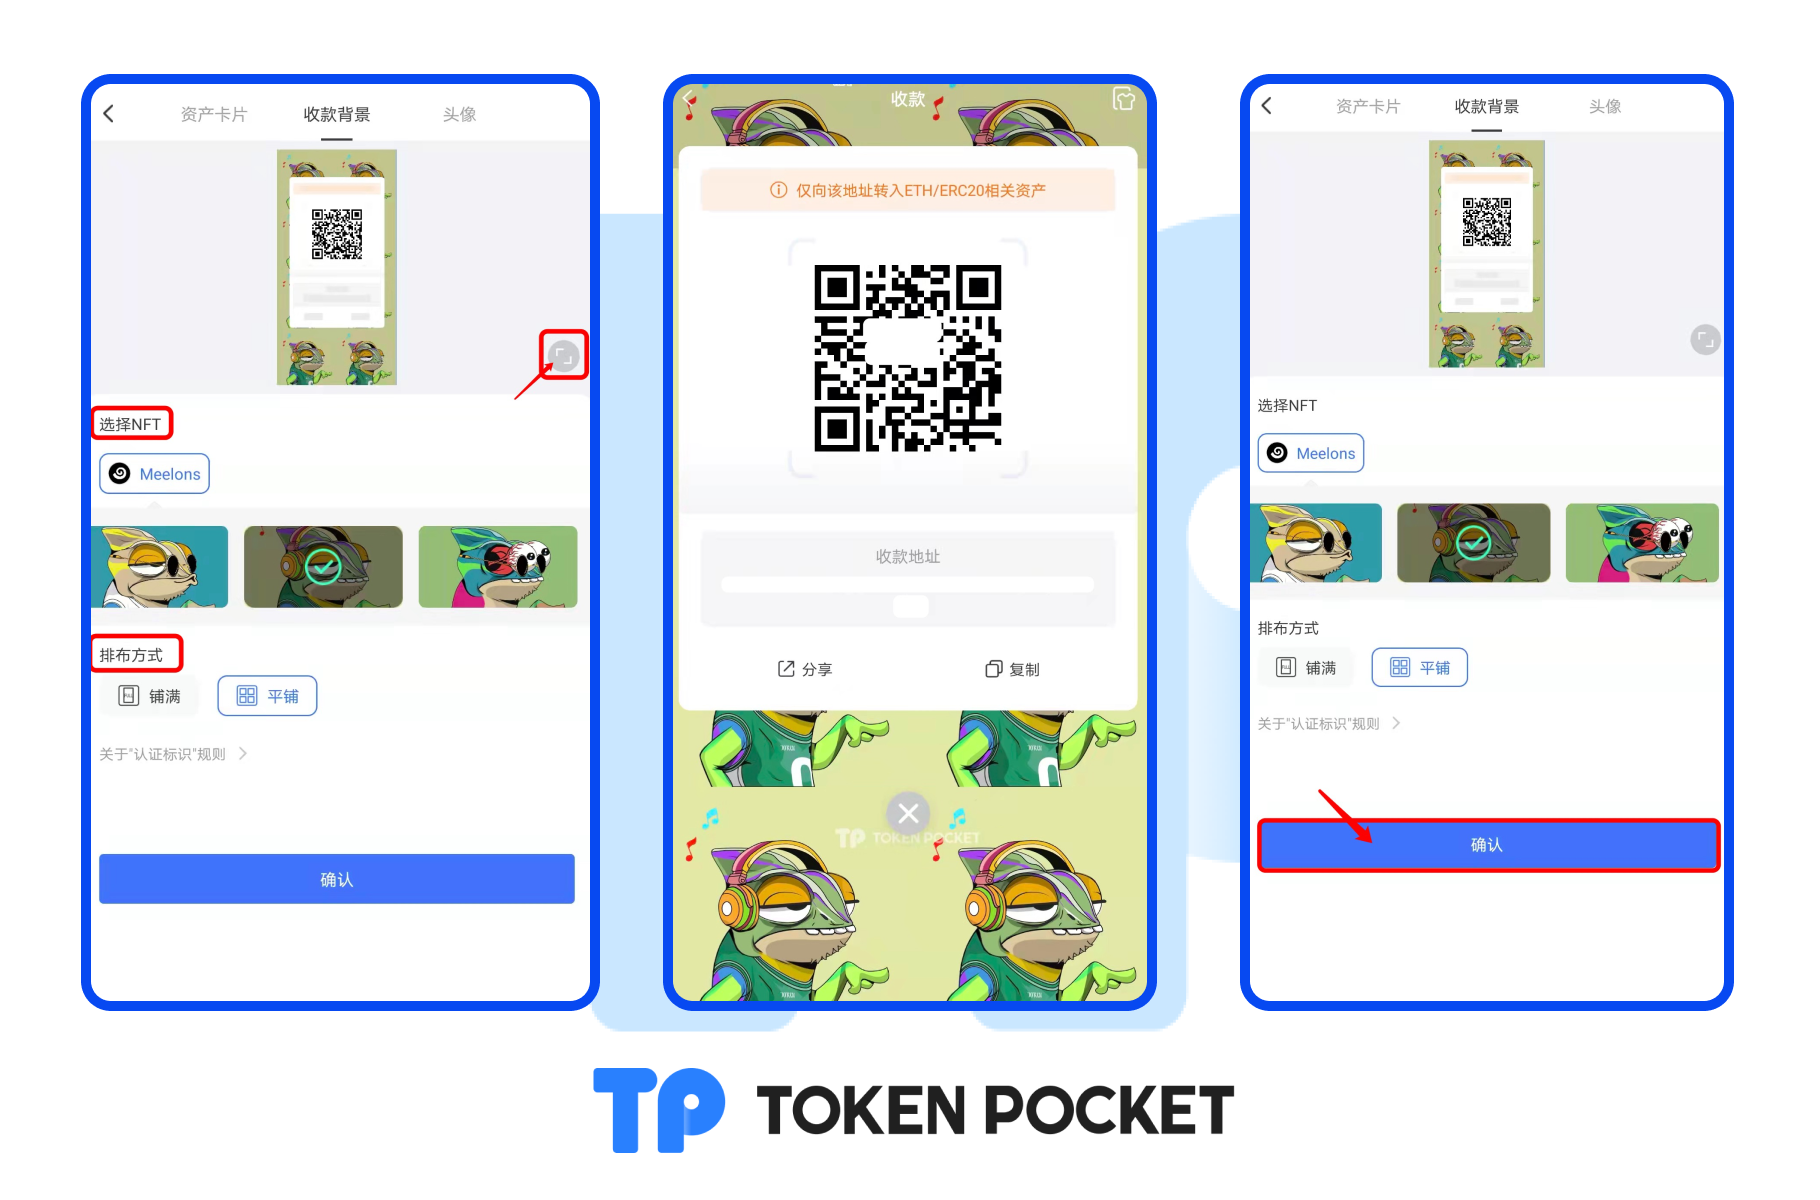 资产卡片 收款背景 头像
选择NFT
Meelons
排布方式
铺满 平铺
关于"认证标识"规则
确认
收款
仅向该地址转入ETH/ERC20相关资产
收款地址
分享 复制
TP TOKEN POCKET
资产卡片 收款背景 头像
选择NFT
Meelons
排布方式
铺满 平铺
关于"认证标识"规则
确认
TP TOKEN POCKET